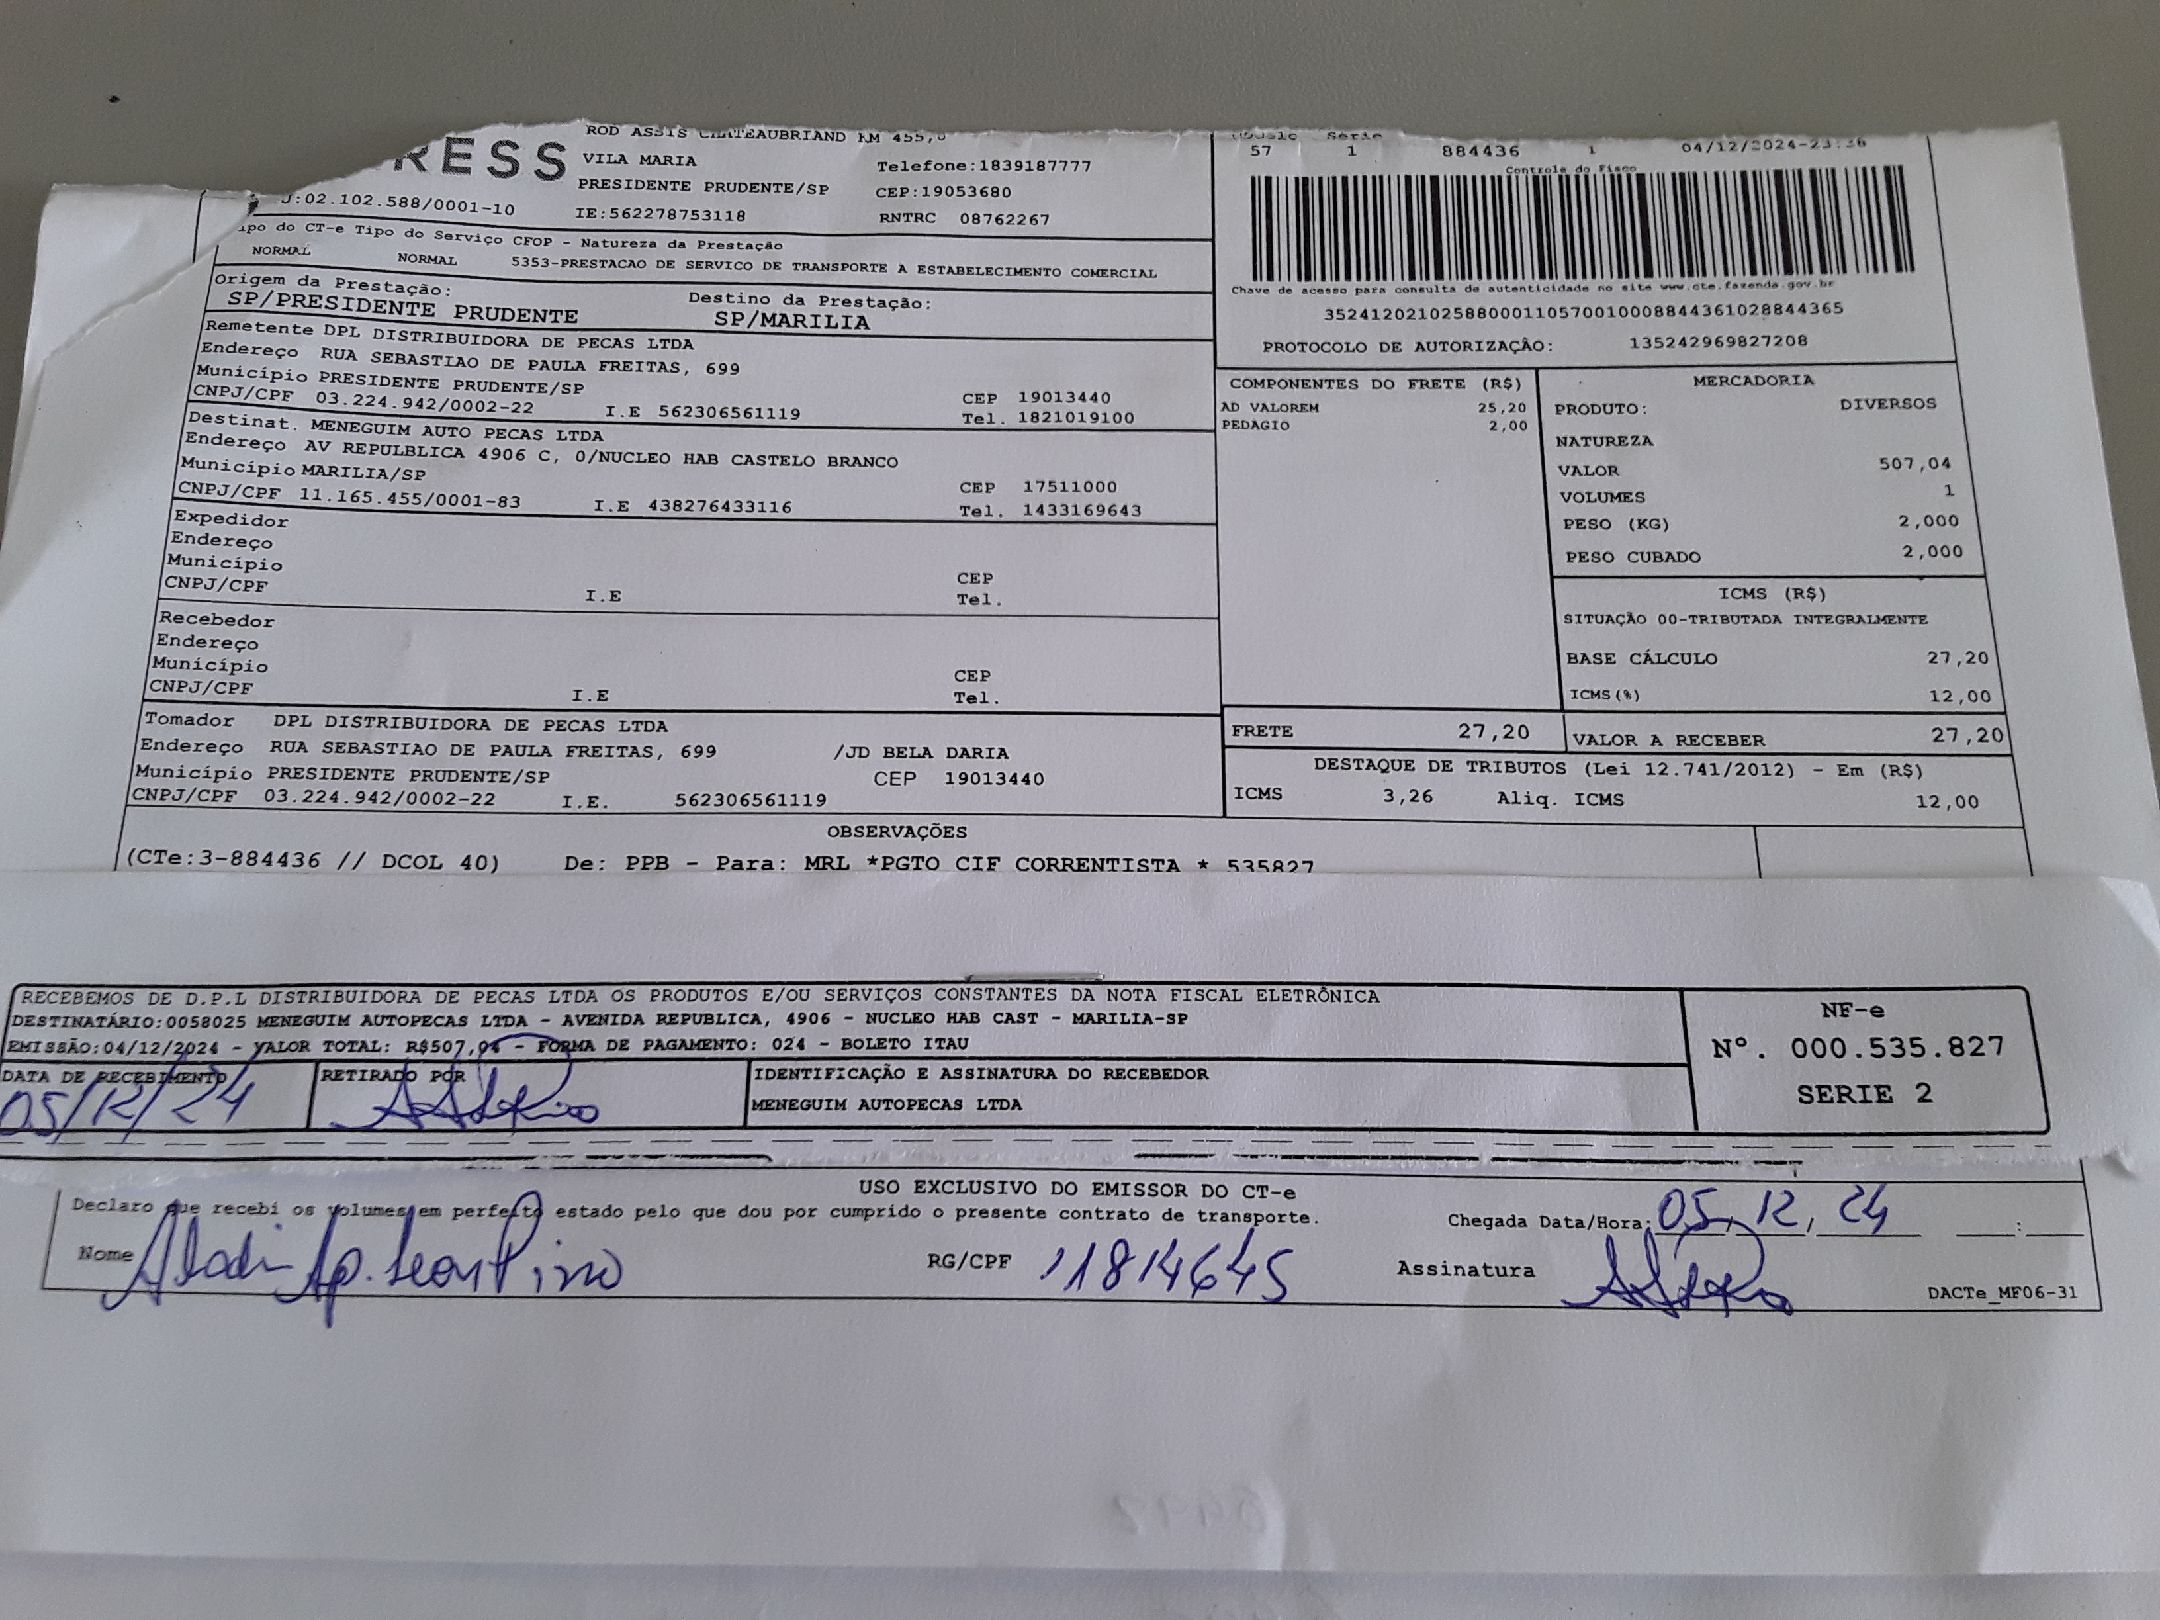 RESS
ROD ASSIS CHATEAUBRIAND KM 455,0
VILA MARIA
Telefone:1839187777
PRESIDENTE PRUDENTE/SP
CEP:19053680
J:02.102.588/0001-10
IE:562278753118
RNTRC 08762267
ipo do CT-e Tipo do Serviço CFOP - Natureza da Prestação
NORMAL NORMAL 5353-PRESTACAO DE SERVICO DE TRANSPORTE A ESTABELECIMENTO COMERCIAL
Origem da Prestação: Destino da Prestação:
SP/PRESIDENTE PRUDENTE SP/MARILIA
Remetente DPL DISTRIBUIDORA DE PECAS LTDA
Endereço RUA SEBASTIAO DE PAULA FREITAS, 699
Município PRESIDENTE PRUDENTE/SP CEP 19013440
CNPJ/CPF 03.224.942/0002-22 I.E 562306561119 Tel. 1821019100
Destinat. MENEGUIM AUTO PECAS LTDA
Endereço AV REPULBLICA 4906 C, 0/NUCLEO HAB CASTELO BRANCO
Município MARILIA/SP CEP 17511000
CNPJ/CPF 11.165.455/0001-83 I.E 438276433116 Tel. 1433169643
Expedidor
Endereço
Município CEP
CNPJ/CPF I.E Tel.
Recebedor
Endereço
Município CEP
CNPJ/CPF I.E Tel.
Tomador DPL DISTRIBUIDORA DE PECAS LTDA
Endereço RUA SEBASTIAO DE PAULA FREITAS, 699 /JD BELA DARIA
Município PRESIDENTE PRUDENTE/SP CEP 19013440
CNPJ/CPF 03.224.942/0002-22 I.E. 562306561119
Serie
57 1 884436 1 04/12/2024-23:36
Controle do Fisco
Chave de acesso para consulta de autenticidade no site www.cte.fazenda.gov.br
35241202102588000110570010008844361028844365
PROTOCOLO DE AUTORIZAÇÃO: 135242969827208
COMPONENTES DO FRETE (R$)
AD VALOREM 25,20
PEDAGIO 2,00
MERCADORIA
PRODUTO: DIVERSOS
NATUREZA
VALOR 507,04
VOLUMES 1
PESO (KG) 2,000
PESO CUBADO 2,000
ICMS (R$)
SITUAÇÃO 00-TRIBUTADA INTEGRALMENTE
BASE CÁLCULO 27,20
ICMS(%) 12,00
FRETE 27,20 VALOR A RECEBER 27,20
DESTAQUE DE TRIBUTOS (Lei 12.741/2012) - Em (R$)
ICMS 3,26 Aliq. ICMS 12,00
OBSERVAÇÕES
(CTe:3-884436 // DCOL 40) De: PPB - Para: MRL *PGTO CIF CORRENTISTA * 535827
RECEBEMOS DE D.P.L DISTRIBUIDORA DE PECAS LTDA OS PRODUTOS E/OU SERVIÇOS CONSTANTES DA NOTA FISCAL ELETRÔNICA
DESTINATÁRIO:0058025 MENEGUIM AUTOPECAS LTDA - AVENIDA REPUBLICA, 4906 - NUCLEO HAB CAST - MARILIA-SP
EMISSÃO:04/12/2024 - VALOR TOTAL: R$507,04 - FORMA DE PAGAMENTO: 024 - BOLETO ITAU
DATA DE RECEBIMENTO RETIRADO POR IDENTIFICAÇÃO E ASSINATURA DO RECEBEDOR
05/12/24 MENEGUIM AUTOPECAS LTDA
NF-e
Nº. 000.535.827
SERIE 2
USO EXCLUSIVO DO EMISSOR DO CT-e
Declaro que recebi os volumes em perfeito estado pelo que dou por cumprido o presente contrato de transporte.
Chegada Data/Hora: 05/12/24 :
Nome Ap. RG/CPF 11814645 Assinatura
DACTe_MF06-31